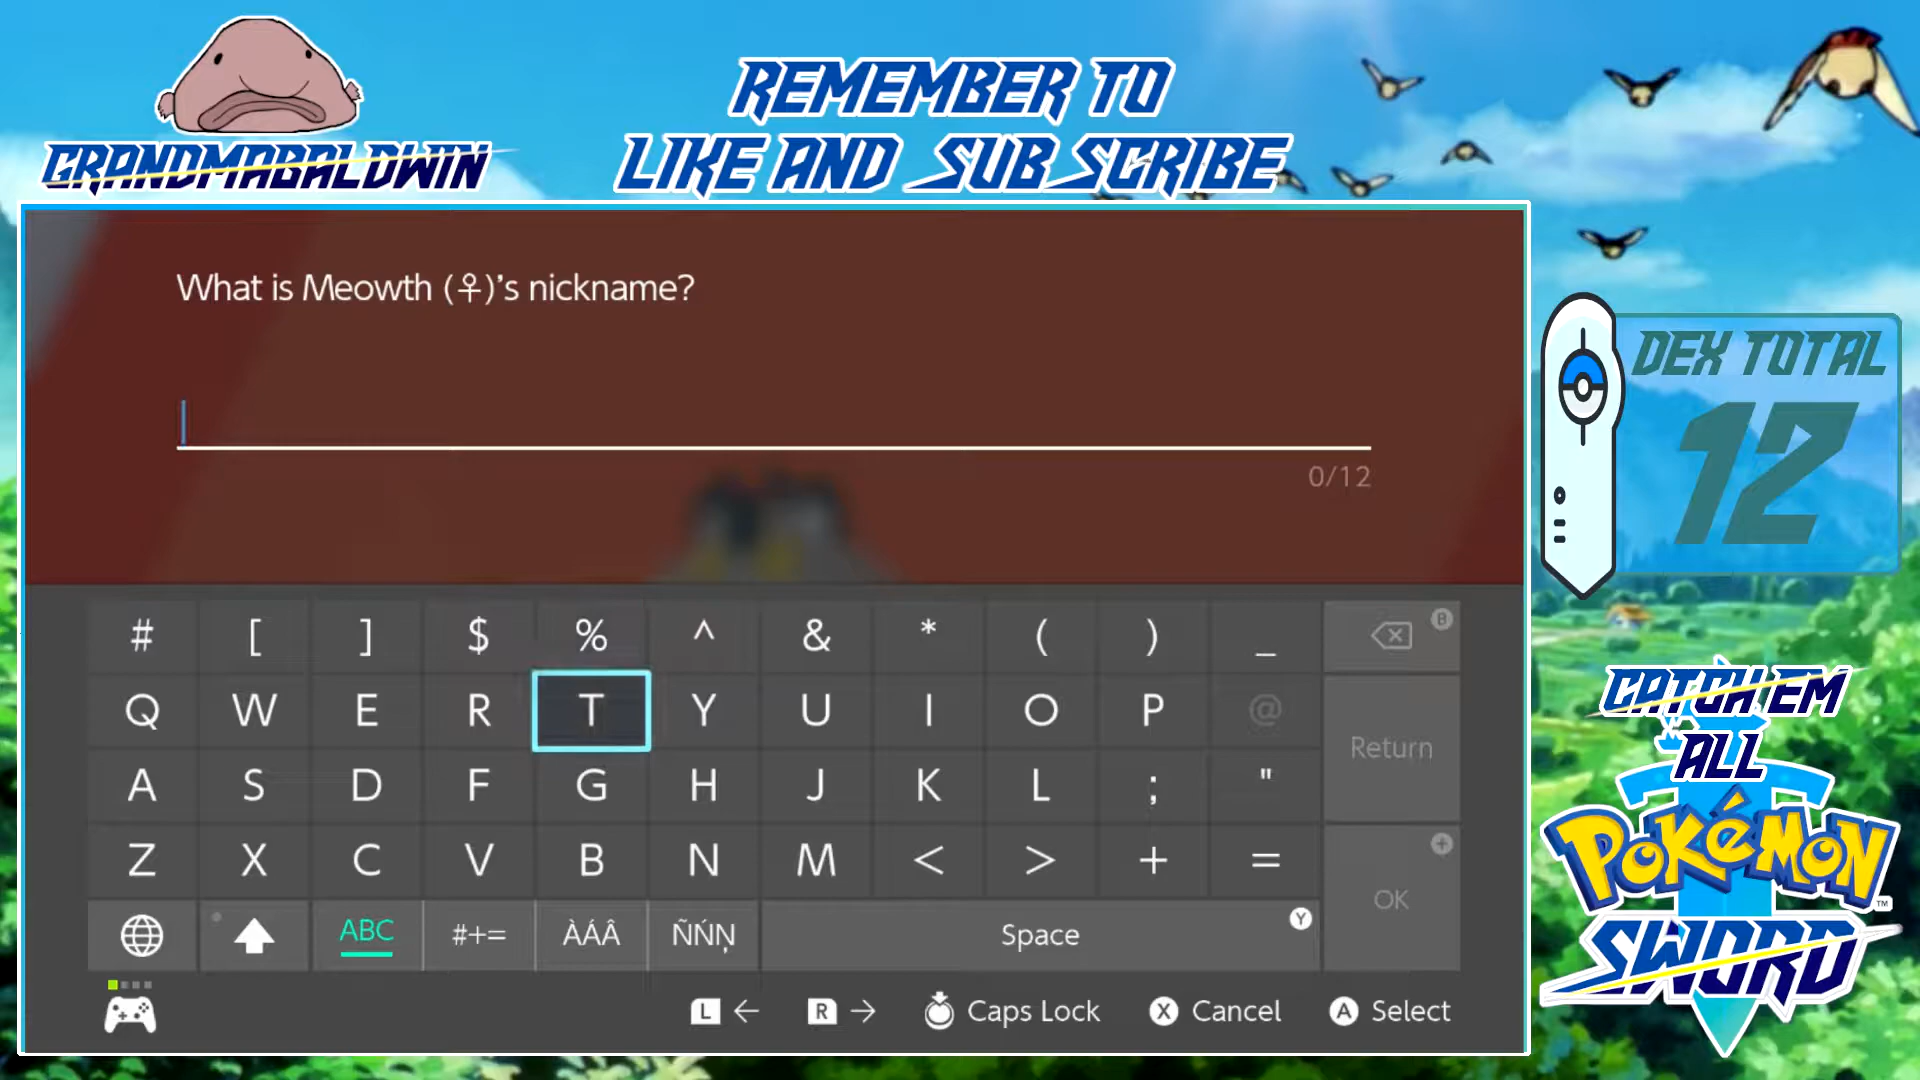 GRANDMABALDWIN
REMEMBER TO
LIKE AND SUBSCRIBE
What is Meowth (♀)'s nickname?
0/12
DEX TOTAL
12
# [ ] $ % ^ & * ( ) _ B
Q W E R T Y U I O P @ Return
A S D F G H J K L ; "
Z X C V B N M < > + = OK
ABC #+= ÀÁÂ ÑŃŅ Space Y
L ← R → Caps Lock X Cancel A Select
CATCH EM
ALL
POKéMON
TM
SWORD